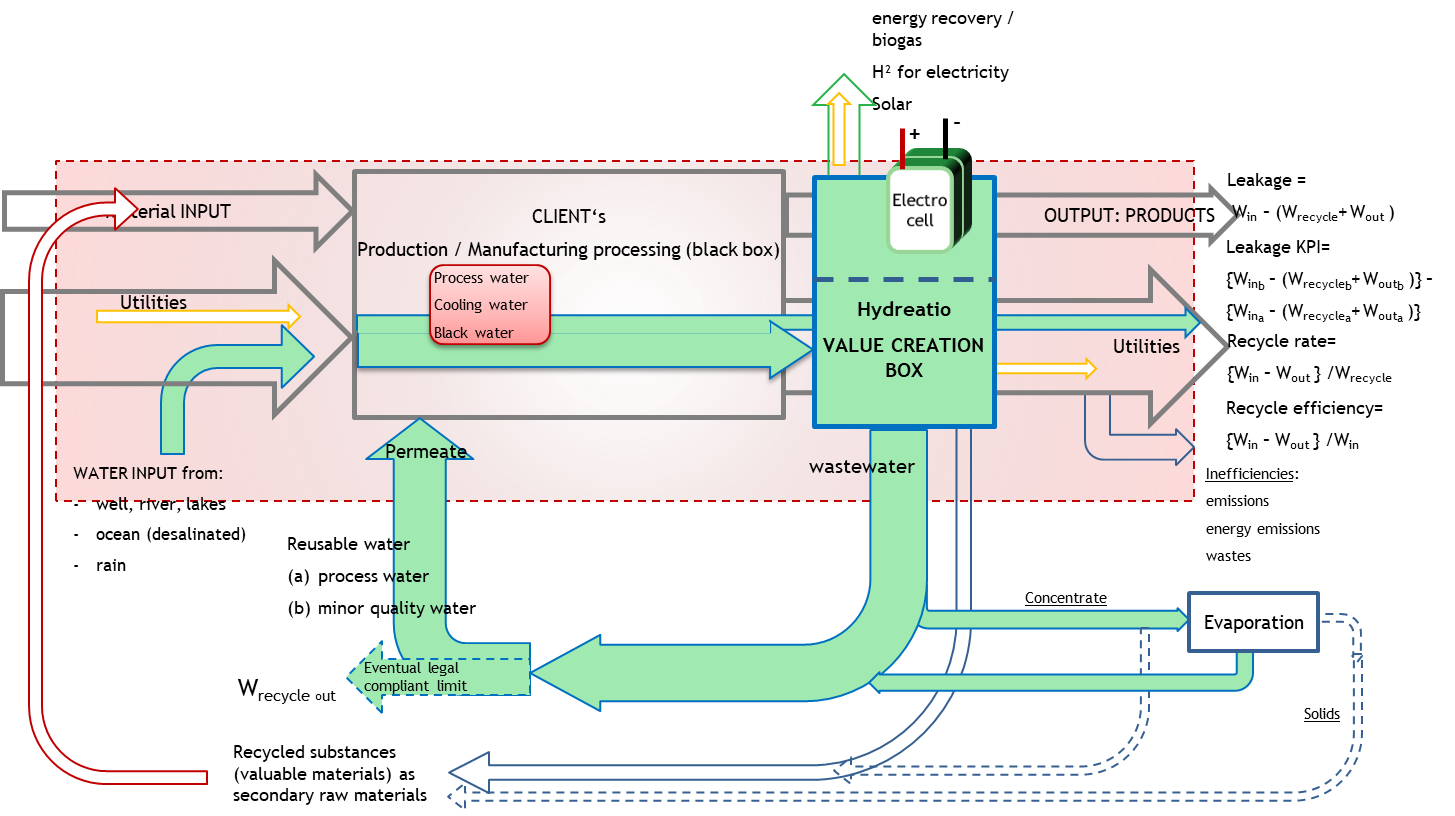 energy recovery /
biogas
H² for electricity
Solar
+
-
Material INPUT
CLIENT‘s
Production / Manufacturing processing (black box)
Process water
Cooling water
Black water
Utilities
Electro
cell
Hydreatio
VALUE CREATION
BOX
OUTPUT: PRODUCTS
Utilities
Leakage =
Win - (Wrecycle+Wout )
Leakage KPI=
{Winb - (Wrecycleb+Woutb )} -
{Wina - (Wrecyclea+Wouta )}
Recycle rate=
{Win - Wout } /Wrecycle
Recycle efficiency=
{Win - Wout } /Win
Inefficiencies:
emissions
energy emissions
wastes
WATER INPUT from:
- well, river, lakes
- ocean (desalinated)
- rain
Permeate
wastewater
Reusable water
(a) process water
(b) minor quality water
Eventual legal
compliant limit
Wrecycle out
Concentrate
Evaporation
Solids
Recycled substances
(valuable materials) as
secondary raw materials